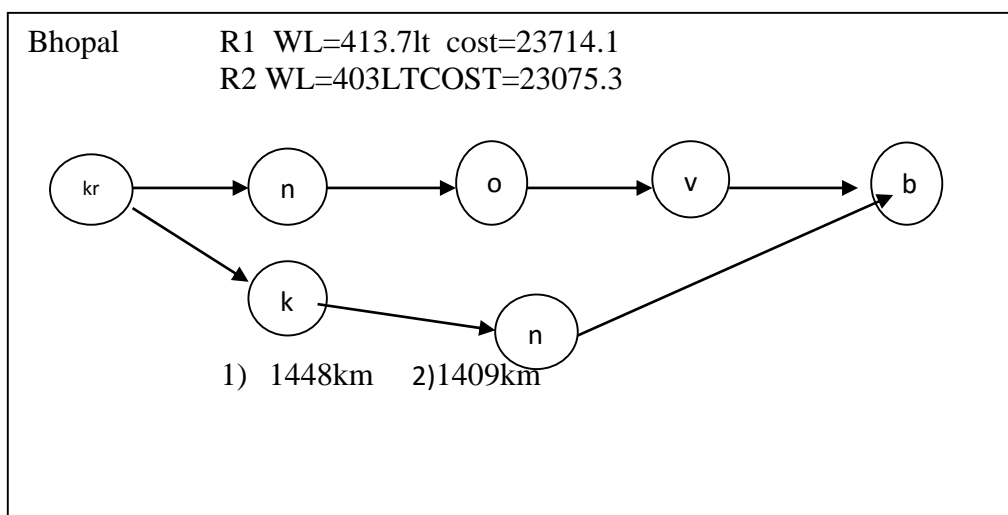 Bhopal R1 WL=413.7lt cost=23714.1
R2 WL=403LTCOST=23075.3
kr n o v b
k n
1) 1448km 2)1409km